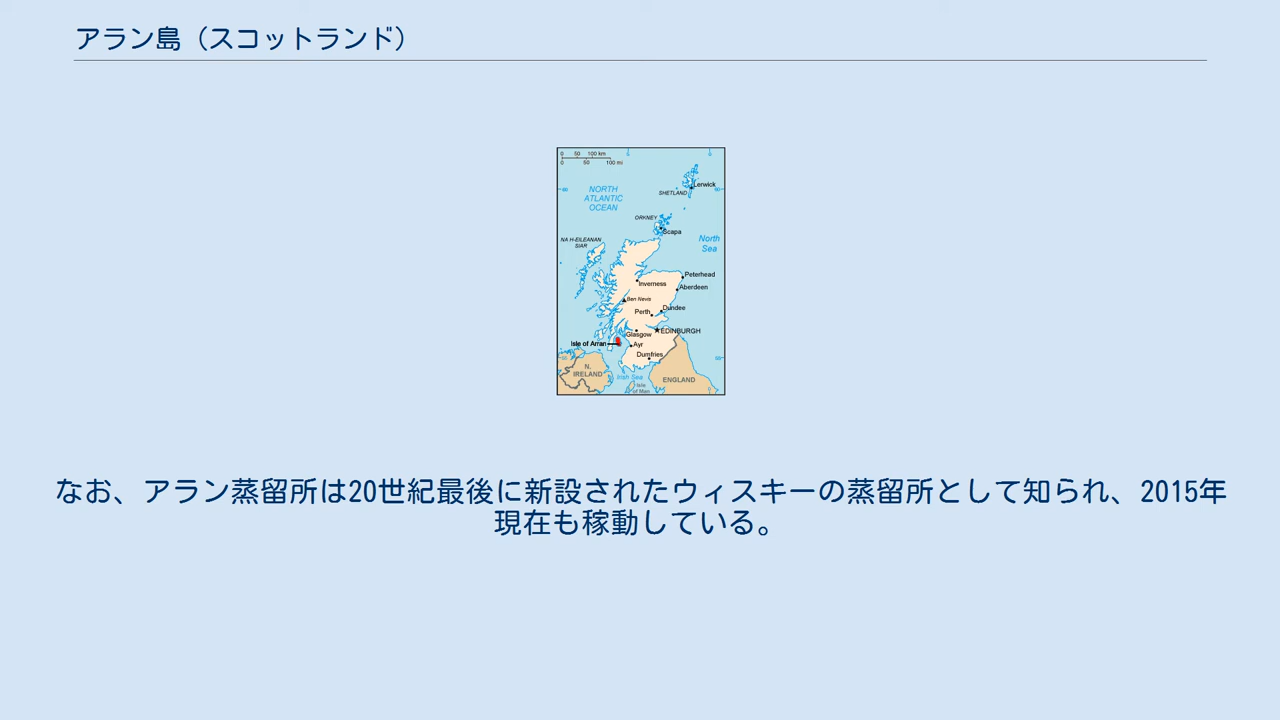 アラン島（スコットランド）
0 50 100 km
0 50 100 mi
Lerwick
SHETLAND
NORTH
ATLANTIC
OCEAN
ORKNEY
Scapa
North
Sea
NA H-EILEANAN
SIAR
Peterhead
Inverness
Aberdeen
Ben Nevis
Dundee
Perth
Glasgow
EDINBURGH
Isle of Arran
Ayr
Dumfries
N.
IRELAND
Irish Sea
ENGLAND
Isle
of Man
なお、アラン蒸留所は20世紀最後に新設されたウィスキーの蒸留所として知られ、2015年
現在も稼動している。